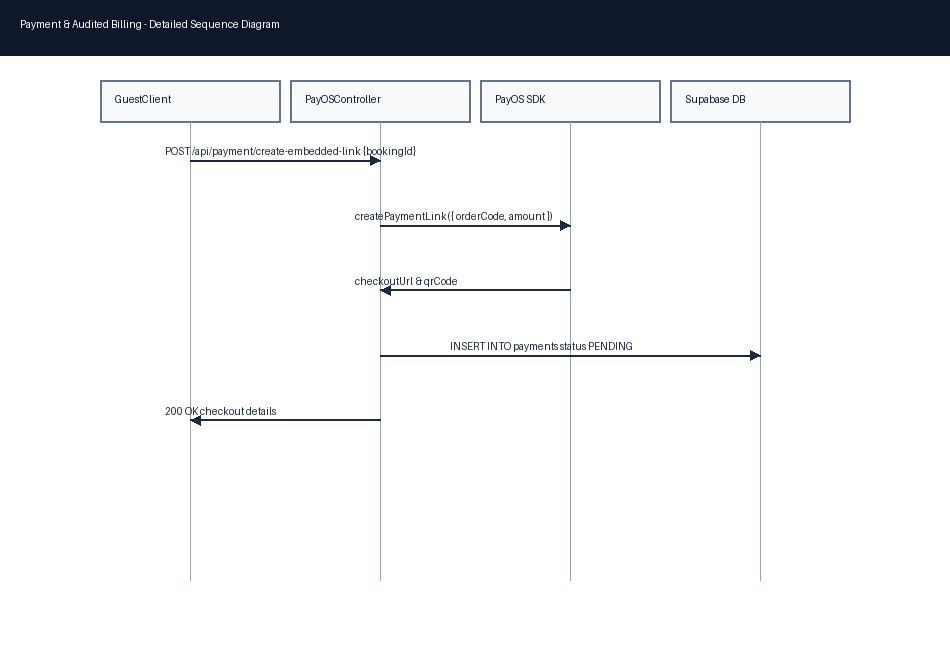 Payment & Audited Billing - Detailed Sequence Diagram
GuestClient
PayOSController
PayOS SDK
Supabase DB
POST /api/payment/create-embedded-link {bookingId}
createPaymentLink({ orderCode, amount })
checkoutUrl & qrCode
INSERT INTO payments status PENDING
200 OK checkout details